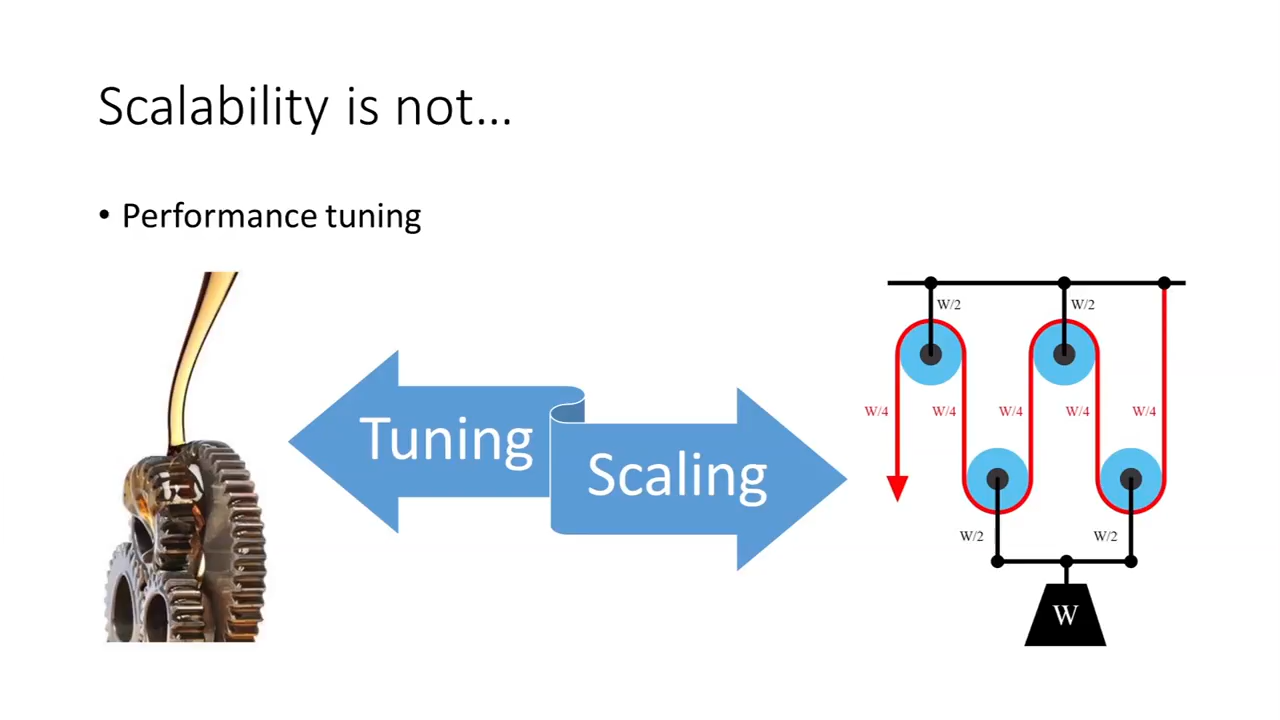 Scalability is not...
• Performance tuning
Tuning
Scaling
W/2
W/2
W/4
W/4
W/4
W/4
W/4
W/2
W/2
W